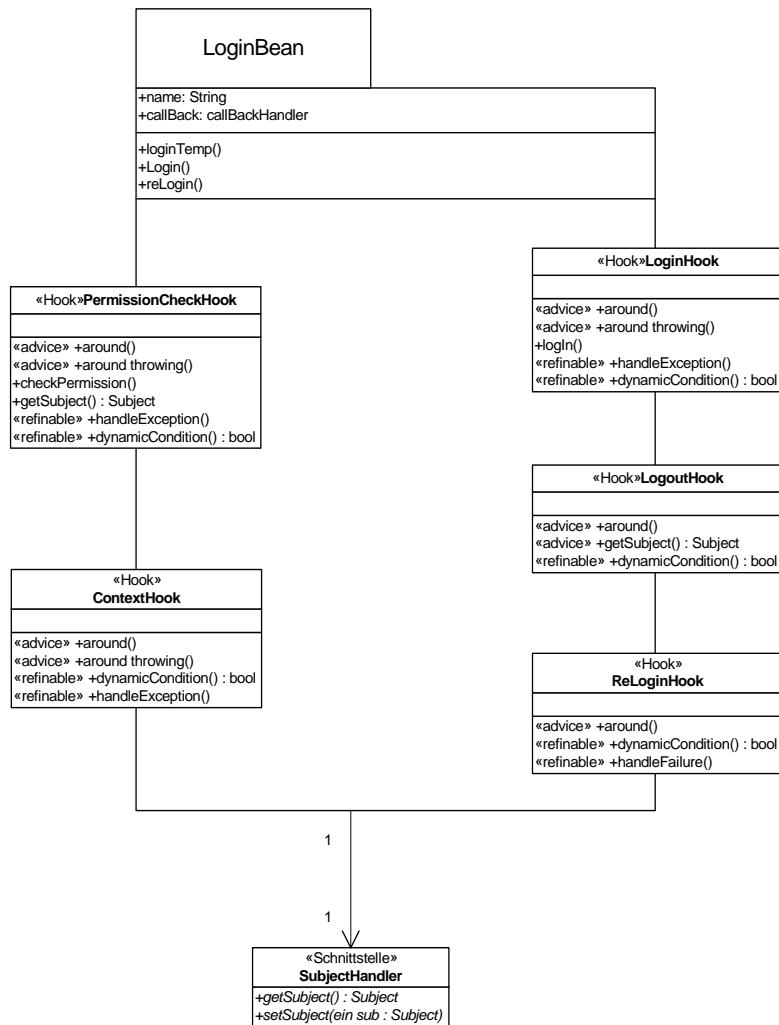 LoginBean
+name: String
+callBack: callBackHandler
+loginTemp()
+Login()
+reLogin()
«Hook»PermissionCheckHook
«advice» +around()
«advice» +around throwing()
+checkPermission()
+getSubject() : Subject
«refinable» +handleException()
«refinable» +dynamicCondition() : bool
«Hook»
ContextHook
«advice» +around()
«advice» +around throwing()
«refinable» +dynamicCondition() : bool
«refinable» +handleException()
«Hook»LoginHook
«advice» +around()
«advice» +around throwing()
+logIn()
«refinable» +handleException()
«refinable» +dynamicCondition() : bool
«Hook»LogoutHook
«advice» +around()
«advice» +getSubject() : Subject
«refinable» +dynamicCondition() : bool
«Hook»
ReLoginHook
«advice» +around()
«refinable» +dynamicCondition() : bool
«refinable» +handleFailure()
1
1
«Schnittstelle»
SubjectHandler
+getSubject() : Subject
+setSubject(ein sub : Subject)